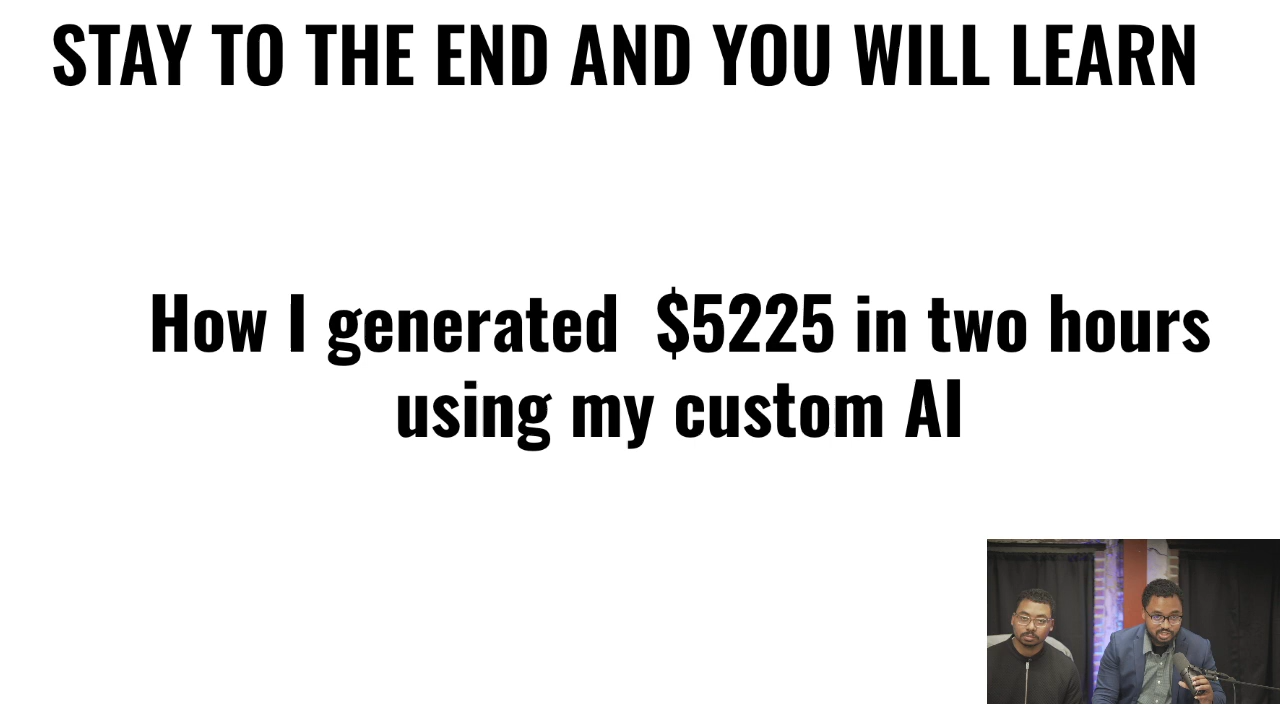 STAY TO THE END AND YOU WILL LEARN
How I generated  $5225 in two hours
using my custom AI